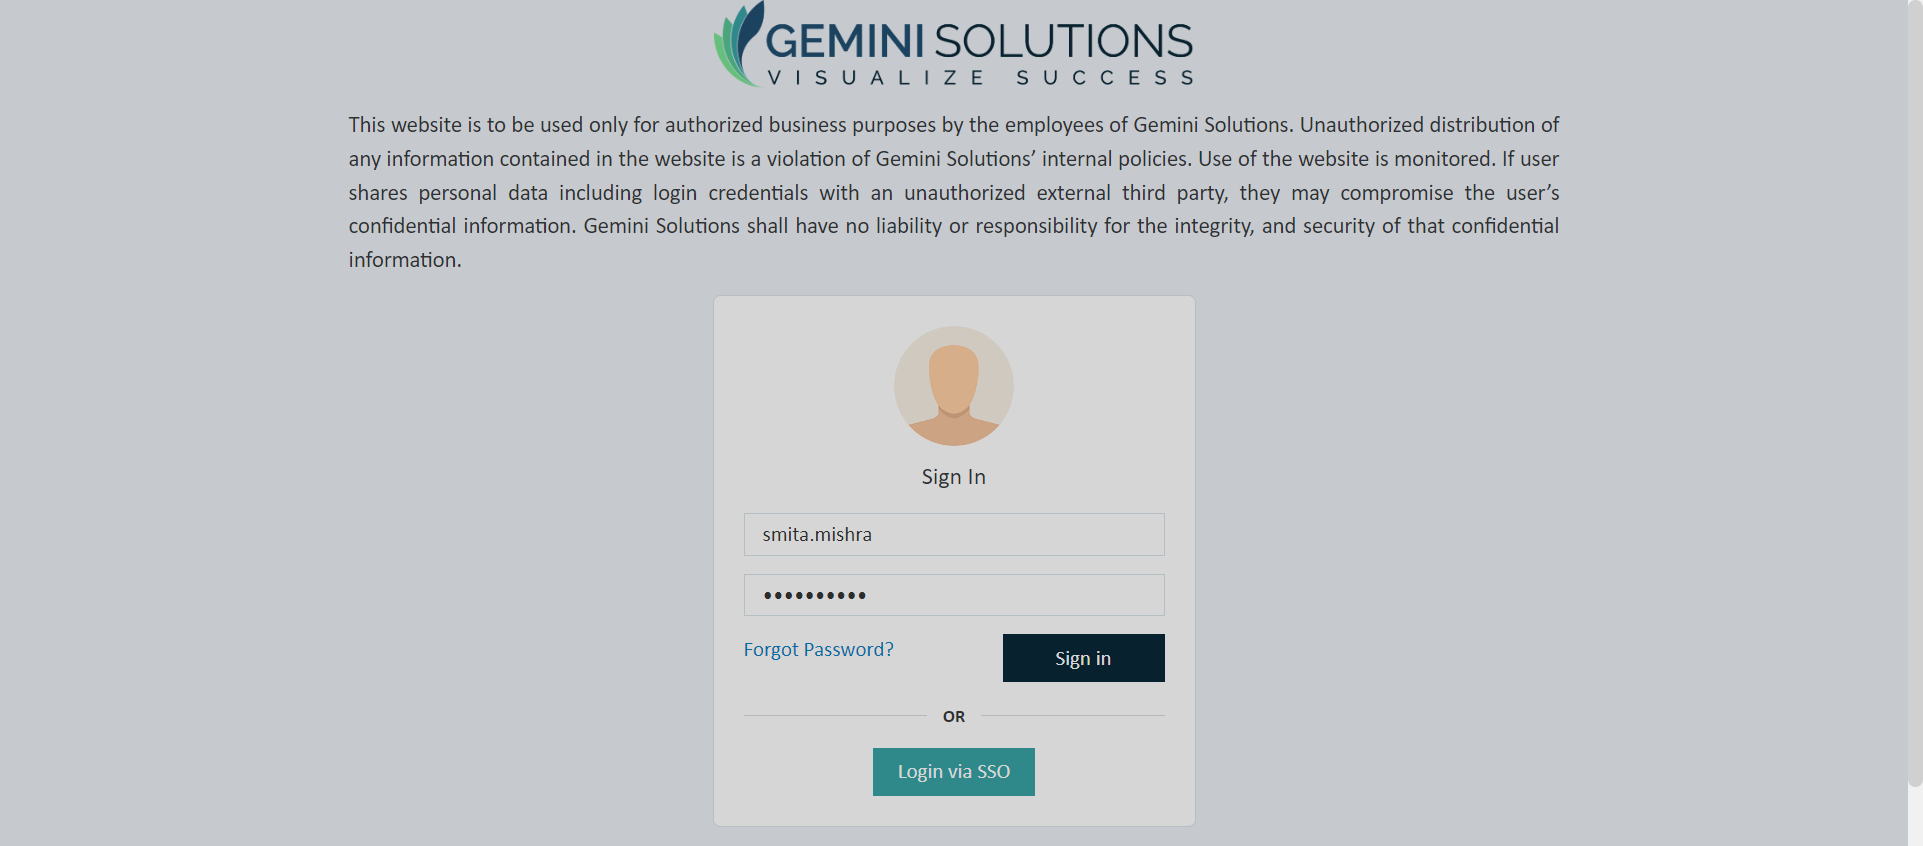 GEMINI SOLUTIONS
VISUALIZE SUCCESS
This website is to be used only for authorized business purposes by the employees of Gemini Solutions. Unauthorized distribution of
any information contained in the website is a violation of Gemini Solutions’ internal policies. Use of the website is monitored. If user
shares personal data including login credentials with an unauthorized external third party, they may compromise the user’s
confidential information. Gemini Solutions shall have no liability or responsibility for the integrity, and security of that confidential
information.
Sign In
smita.mishra
••••••••••
Forgot Password?
Sign in
OR
Login via SSO